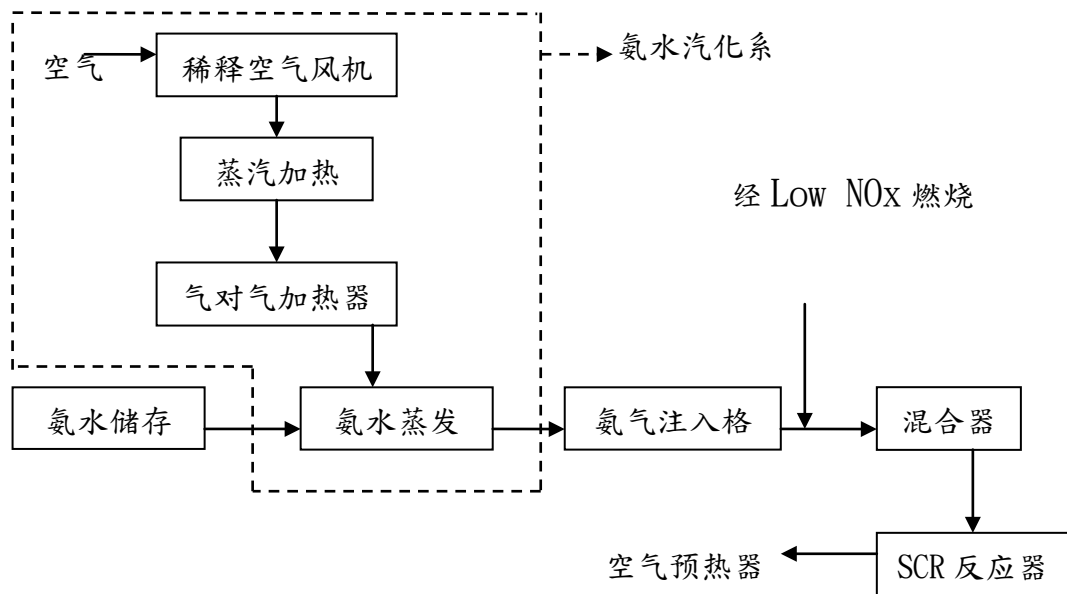 空气
稀释空气风机
氨水汽化系
蒸汽加热
经 Low NOx 燃烧
气对气加热器
氨水储存
氨水蒸发
氨气注入格
混合器
空气预热器
SCR 反应器